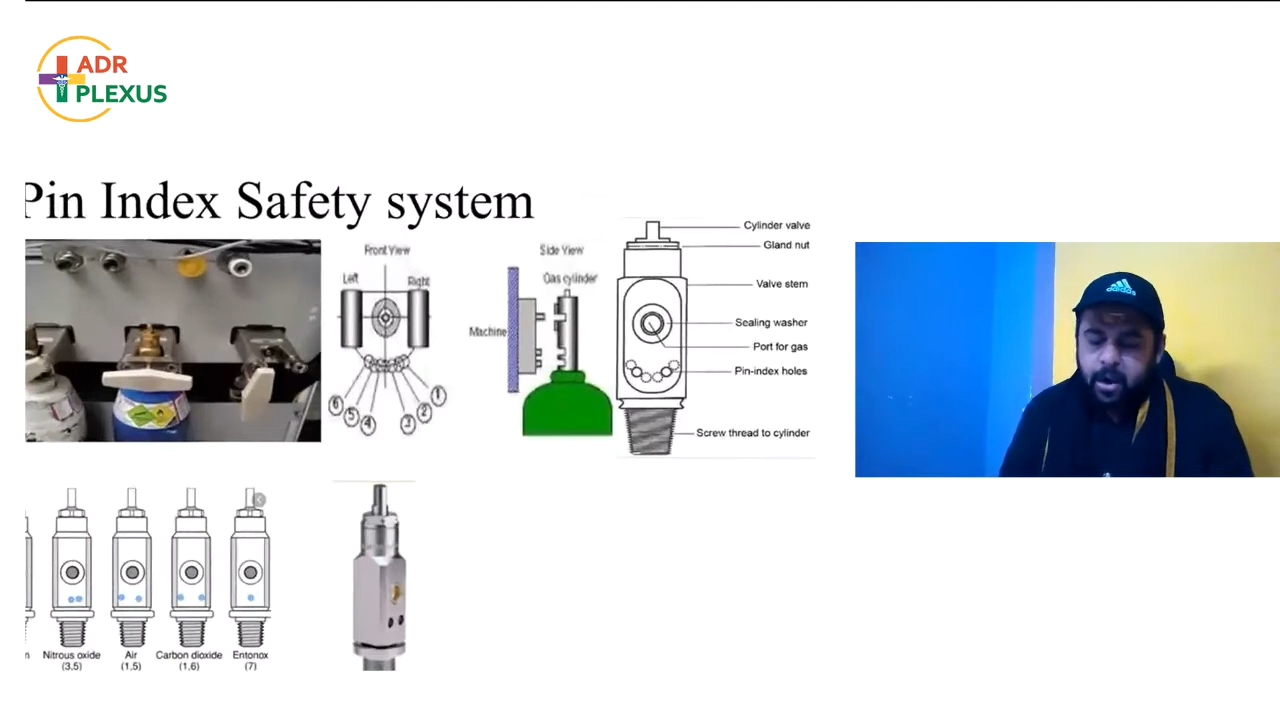 ADR
PLEXUS
Pin Index Safety system
Front View
Left
Right
6
5
4
3
2
1
Side View
Gas cylinder
Machine
Cylinder valve
Gland nut
Valve stem
Sealing washer
Port for gas
Pin-index holes
Screw thread to cylinder
adidas
n
Nitrous oxide
(3,5)
Air
(1,5)
Carbon dioxide
(1,6)
Entonox
(7)